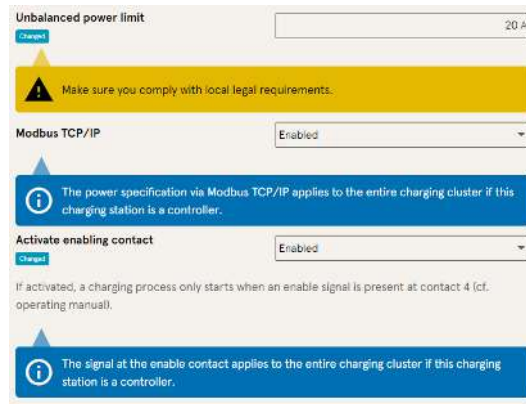 Unbalanced power limit
Changed
20 A
Make sure you comply with local legal requirements.
Modbus TCP/IP
Enabled
The power specification via Modbus TCP/IP applies to the entire charging cluster if this
charging station is a controller.
Activate enabling contact
Changed
Enabled
If activated, a charging process only starts when an enable signal is present at contact 4 (cf.
operating manual).
The signal at the enable contact applies to the entire charging cluster if this charging
station is a controller.